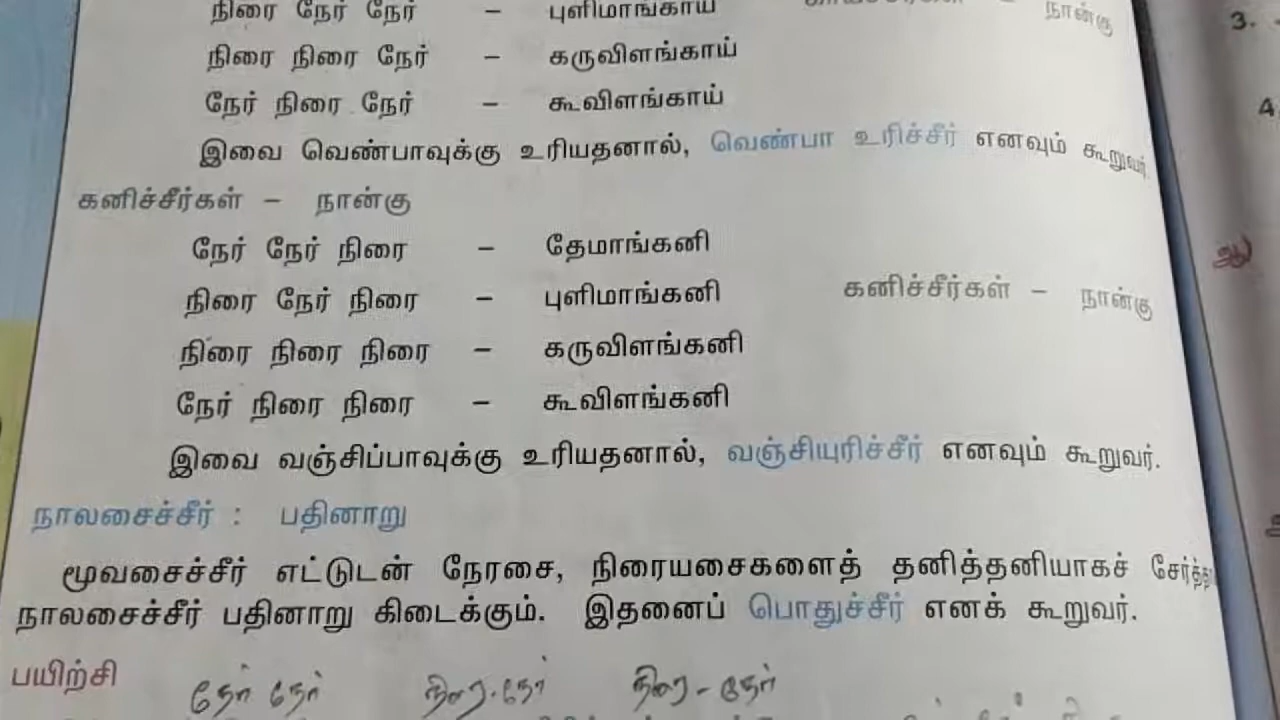 நிரை நேர் நேர் – புளிமாங்காய் நான்கு
நிரை நிரை நேர் – கருவிளங்காய்
நேர் நிரை நேர் – கூவிளங்காய்
இவை வெண்பாவுக்கு உரியதனால், வெண்பா உரிச்சீர் எனவும் கூறுவர்.
கனிச்சீர்கள் – நான்கு
நேர் நேர் நிரை – தேமாங்கனி
நிரை நேர் நிரை – புளிமாங்கனி கனிச்சீர்கள் – நான்கு
நிரை நிரை நிரை – கருவிளங்கனி
நேர் நிரை நிரை – கூவிளங்கனி
இவை வஞ்சிப்பாவுக்கு உரியதனால், வஞ்சியுரிச்சீர் எனவும் கூறுவர்.
நாலசைச்சீர் : பதினாறு
மூவசைச்சீர் எட்டுடன் நேரசை, நிரையசைகளைத் தனித்தனியாகச்
நாலசைச்சீர் பதினாறு கிடைக்கும். இதனைப் பொதுச்சீர் எனக் கூறுவர்.
பயிற்சி
நேர் நேர் நிரை - நேர் நிரை - நேர்
3.
4.